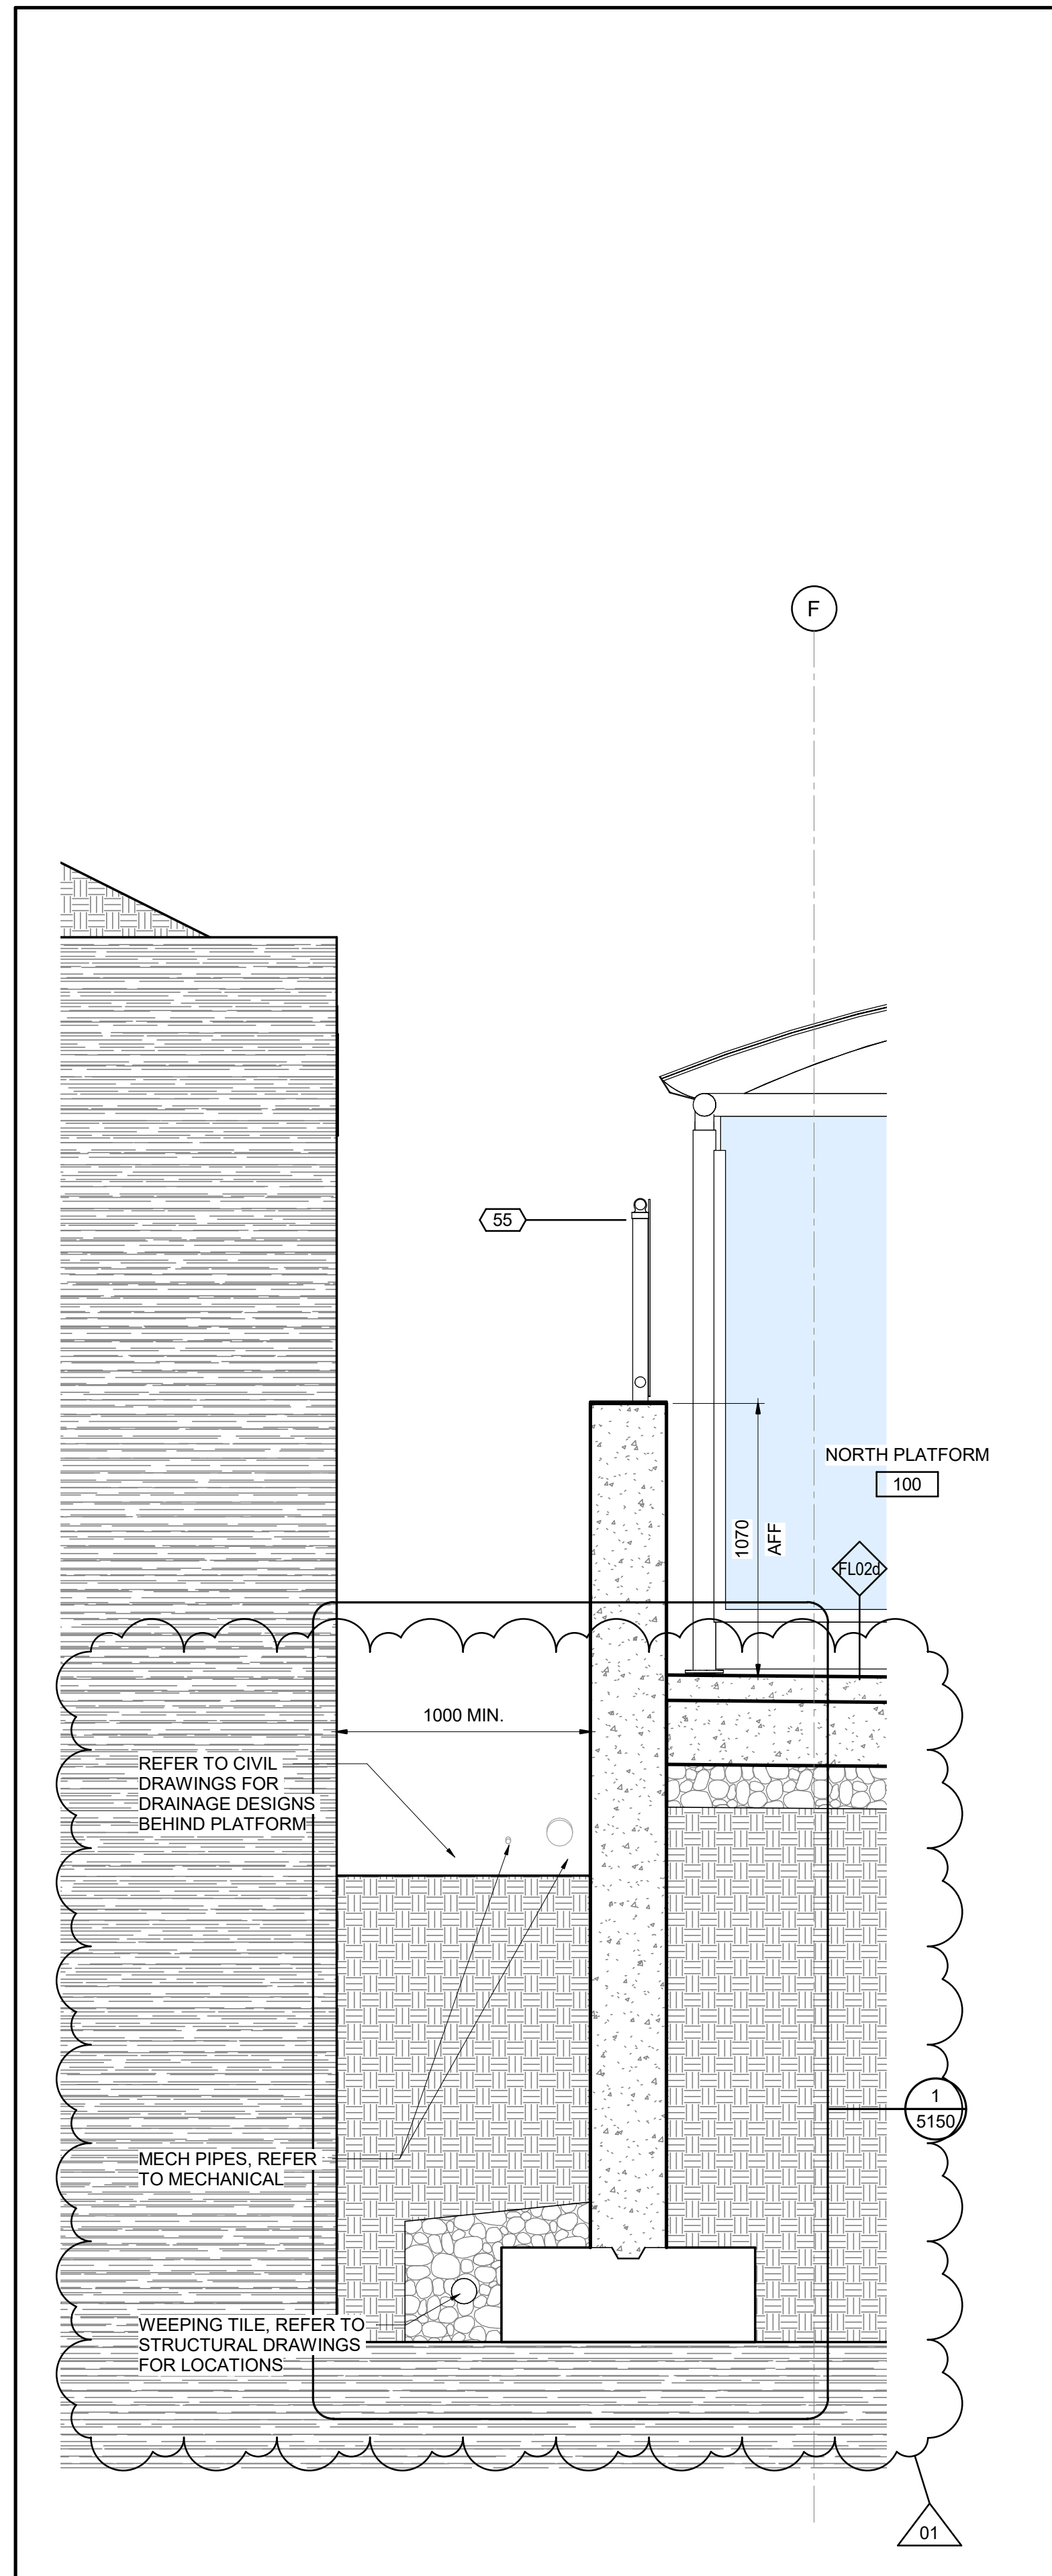 F
55
NORTH PLATFORM
100
1070
AFF
FL02d
1000 MIN.
REFER TO CIVIL
DRAWINGS FOR
DRAINAGE DESIGNS
BEHIND PLATFORM
1
5150
MECH PIPES, REFER
TO MECHANICAL
WEEPING TILE, REFER TO
STRUCTURAL DRAWINGS
FOR LOCATIONS
01